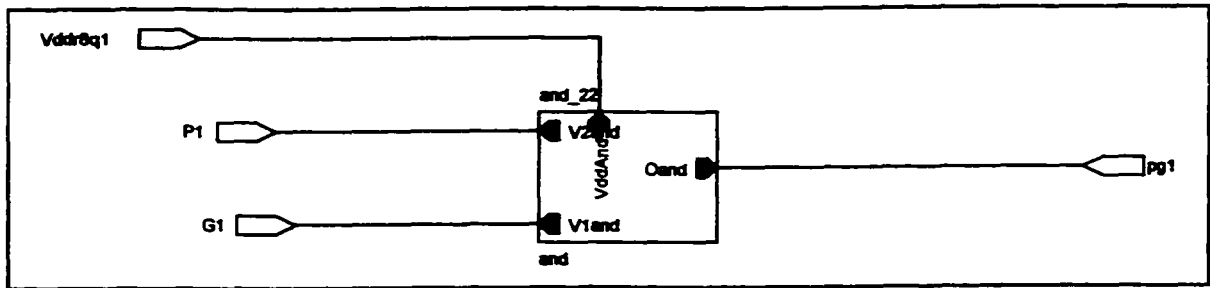 Vddr6q1
and_22
P1
V2and
VddAnd
Oand
pg1
G1
V1and
and